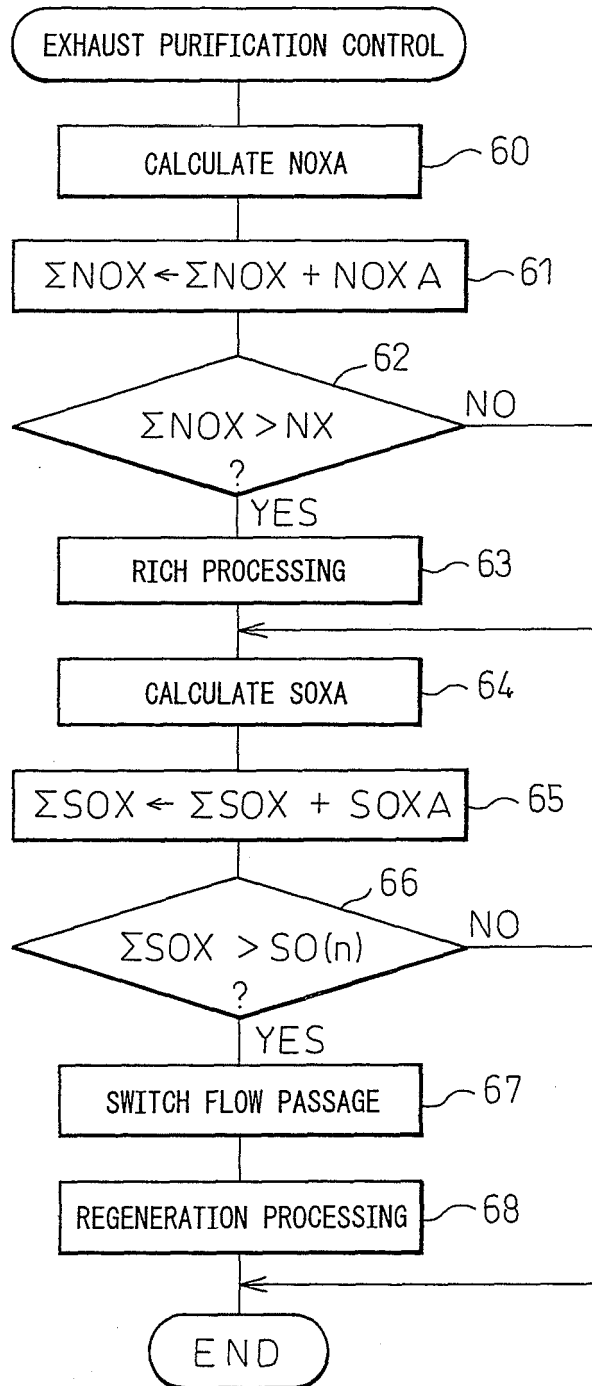 EXHAUST PURIFICATION CONTROL
CALCULATE NOXA
60
ΣNOX ← ΣNOX + NOXA
61
62
ΣNOX > NX
?
NO
YES
RICH PROCESSING
63
CALCULATE SOXA
64
ΣSOX ← ΣSOX + SOXA
65
66
ΣSOX > SO(n)
?
NO
YES
SWITCH FLOW PASSAGE
67
REGENERATION PROCESSING
68
END